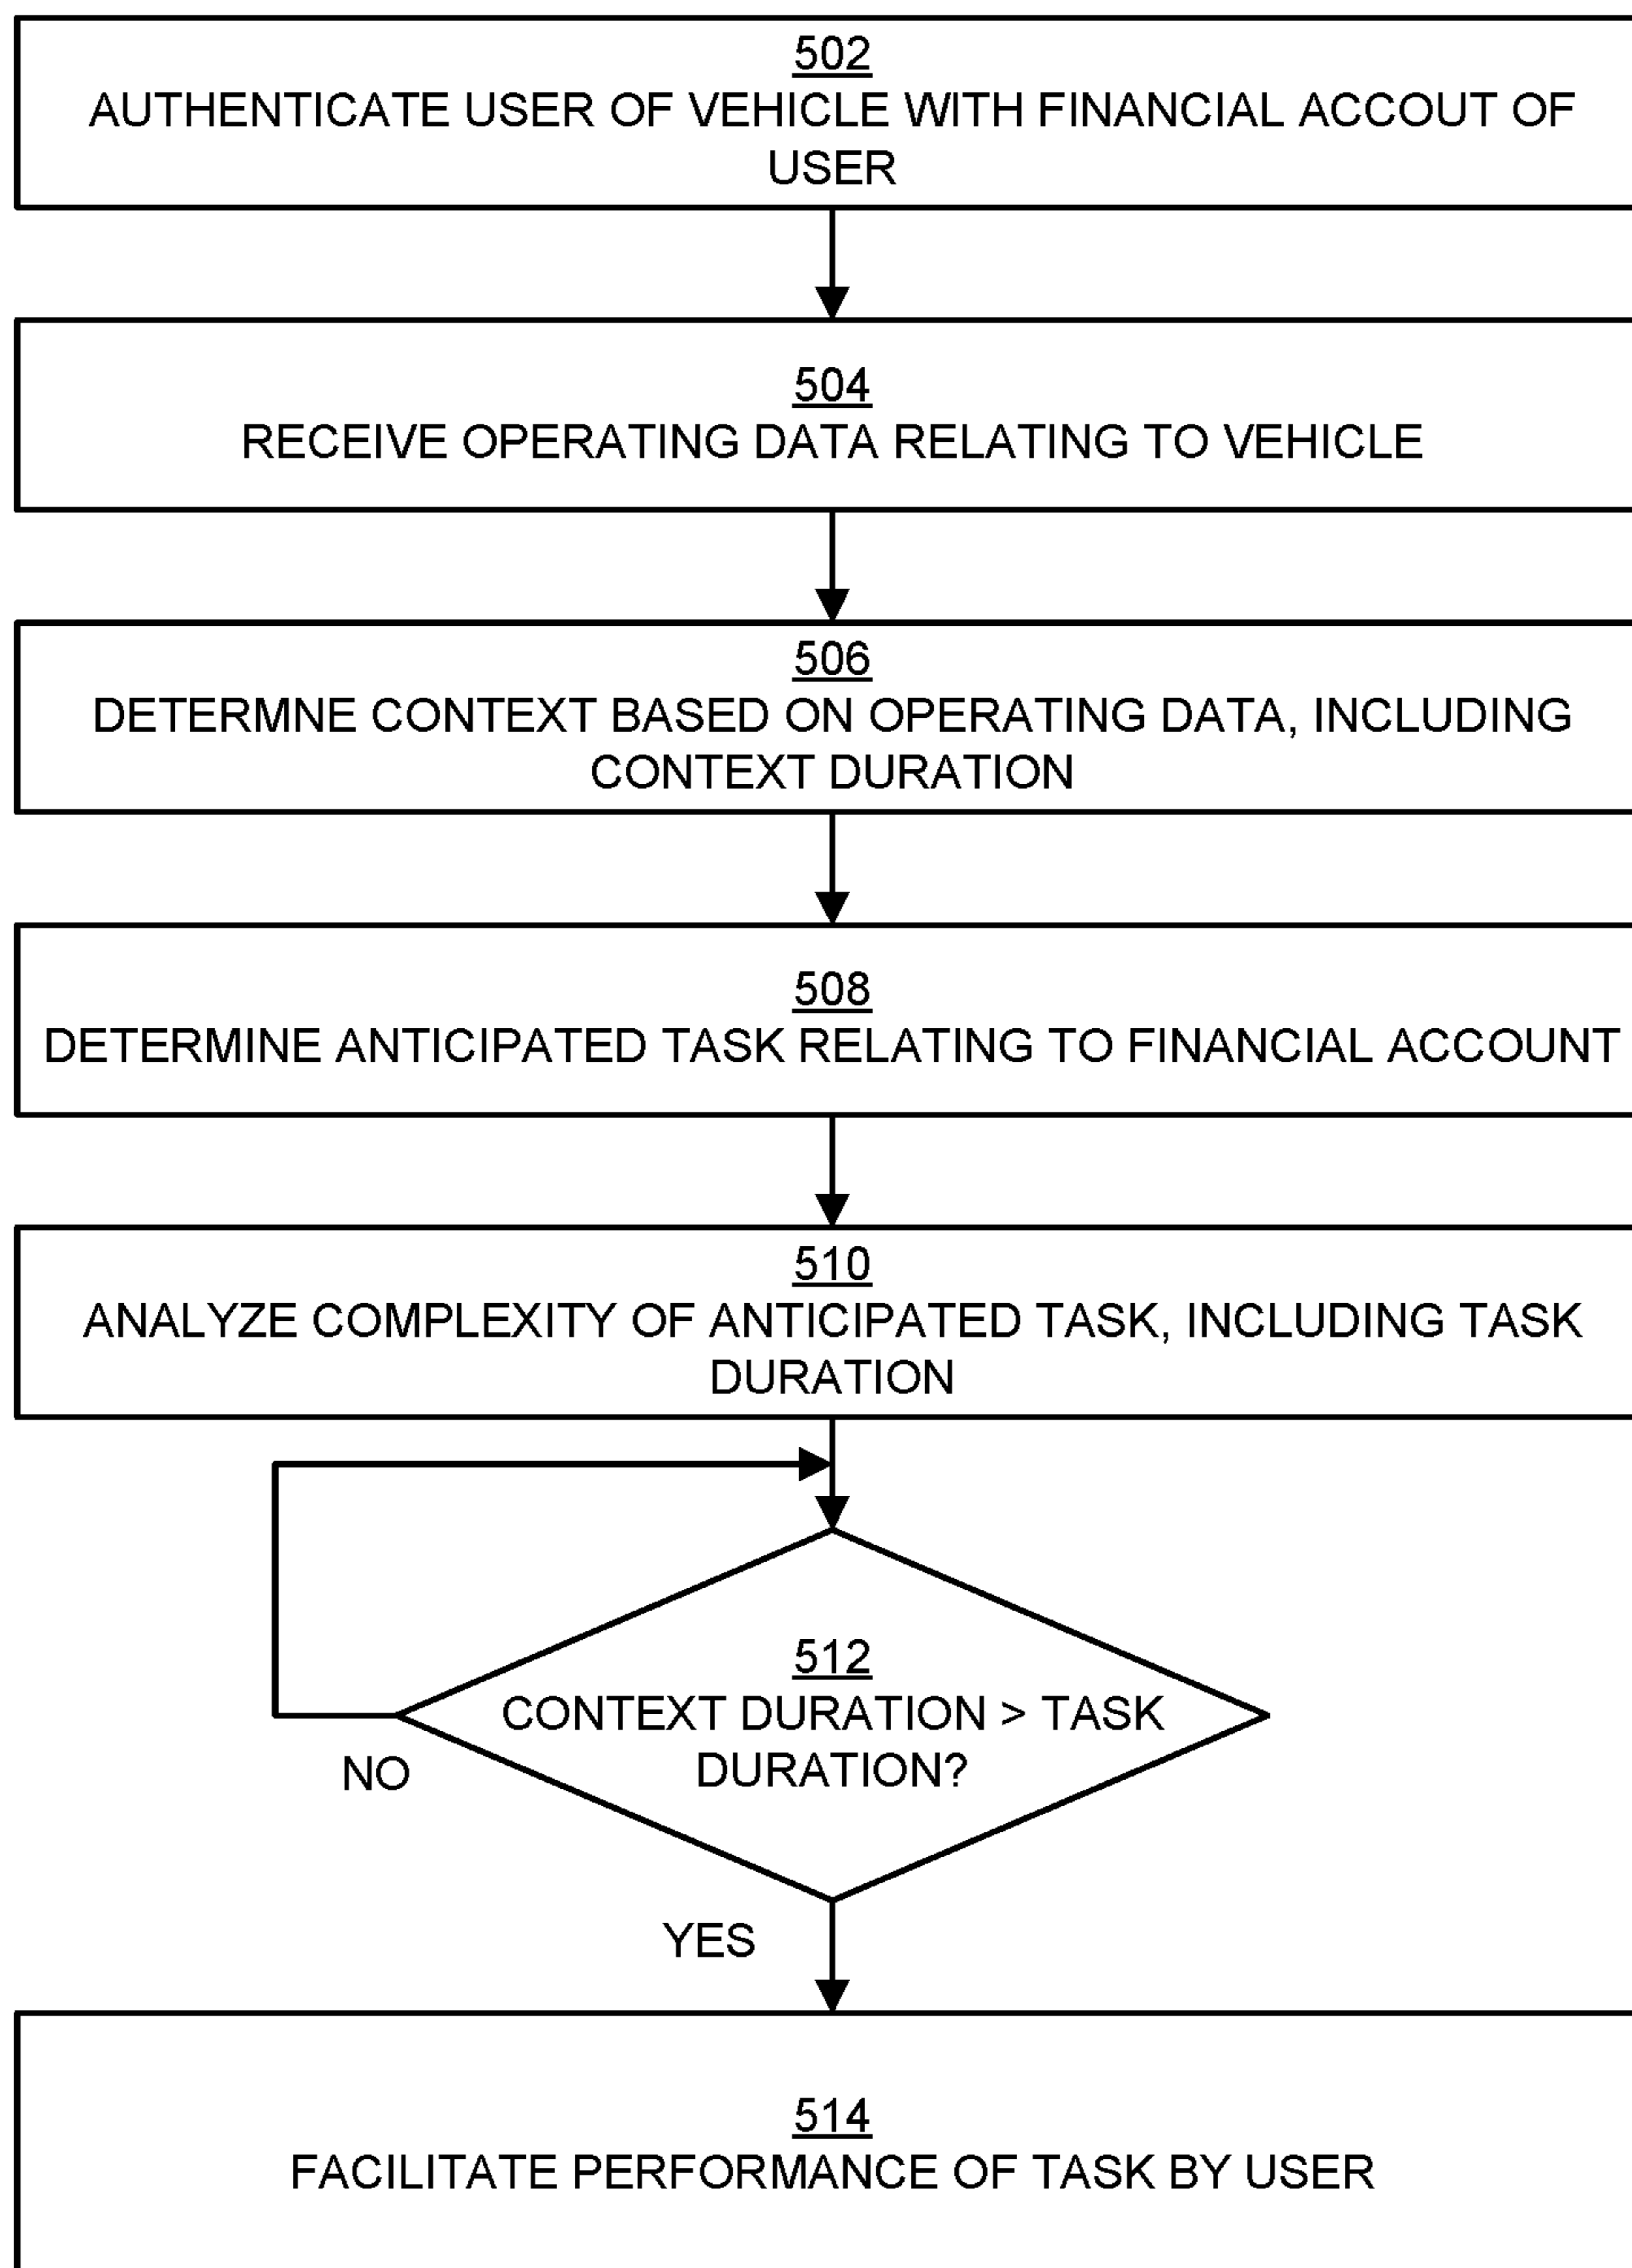 502
AUTHENTICATE USER OF VEHICLE WITH FINANCIAL ACCOUT OF
USER
504
RECEIVE OPERATING DATA RELATING TO VEHICLE
506
DETERMNE CONTEXT BASED ON OPERATING DATA, INCLUDING
CONTEXT DURATION
508
DETERMINE ANTICIPATED TASK RELATING TO FINANCIAL ACCOUNT
510
ANALYZE COMPLEXITY OF ANTICIPATED TASK, INCLUDING TASK
DURATION
512
CONTEXT DURATION > TASK
DURATION?
NO
YES
514
FACILITATE PERFORMANCE OF TASK BY USER